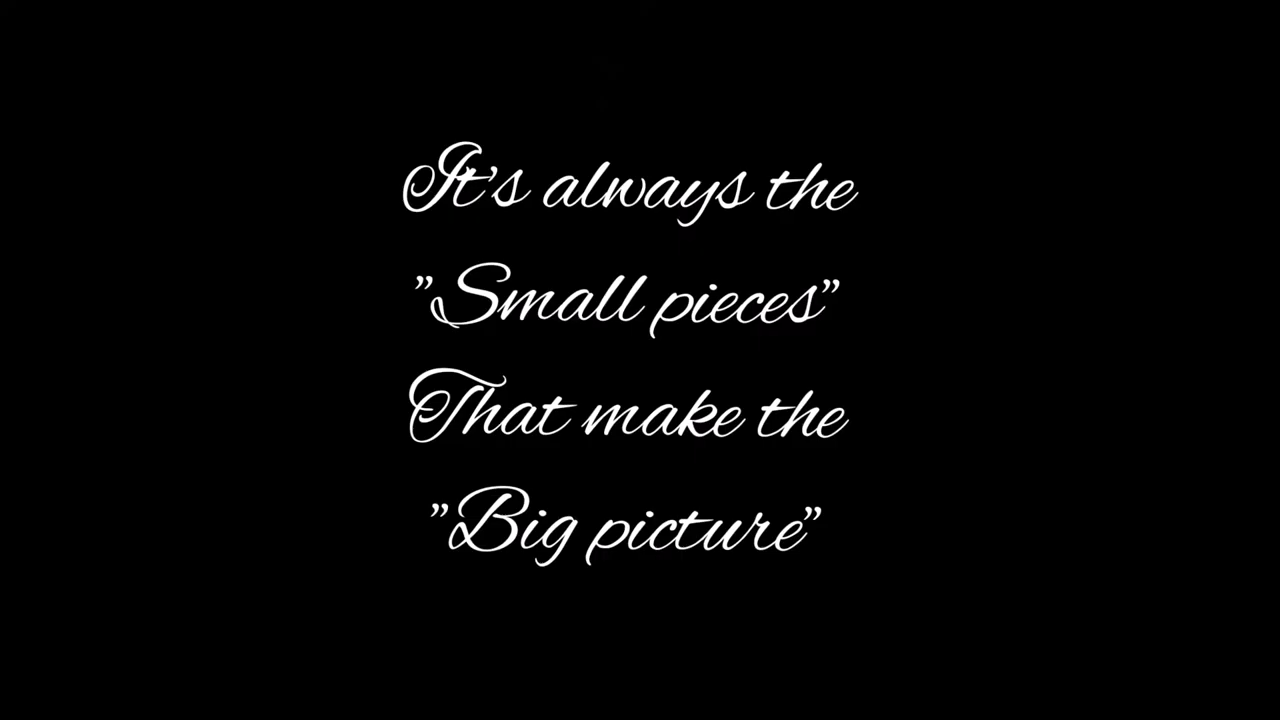 It's always the
”Small pieces”
That make the
”Big picture”